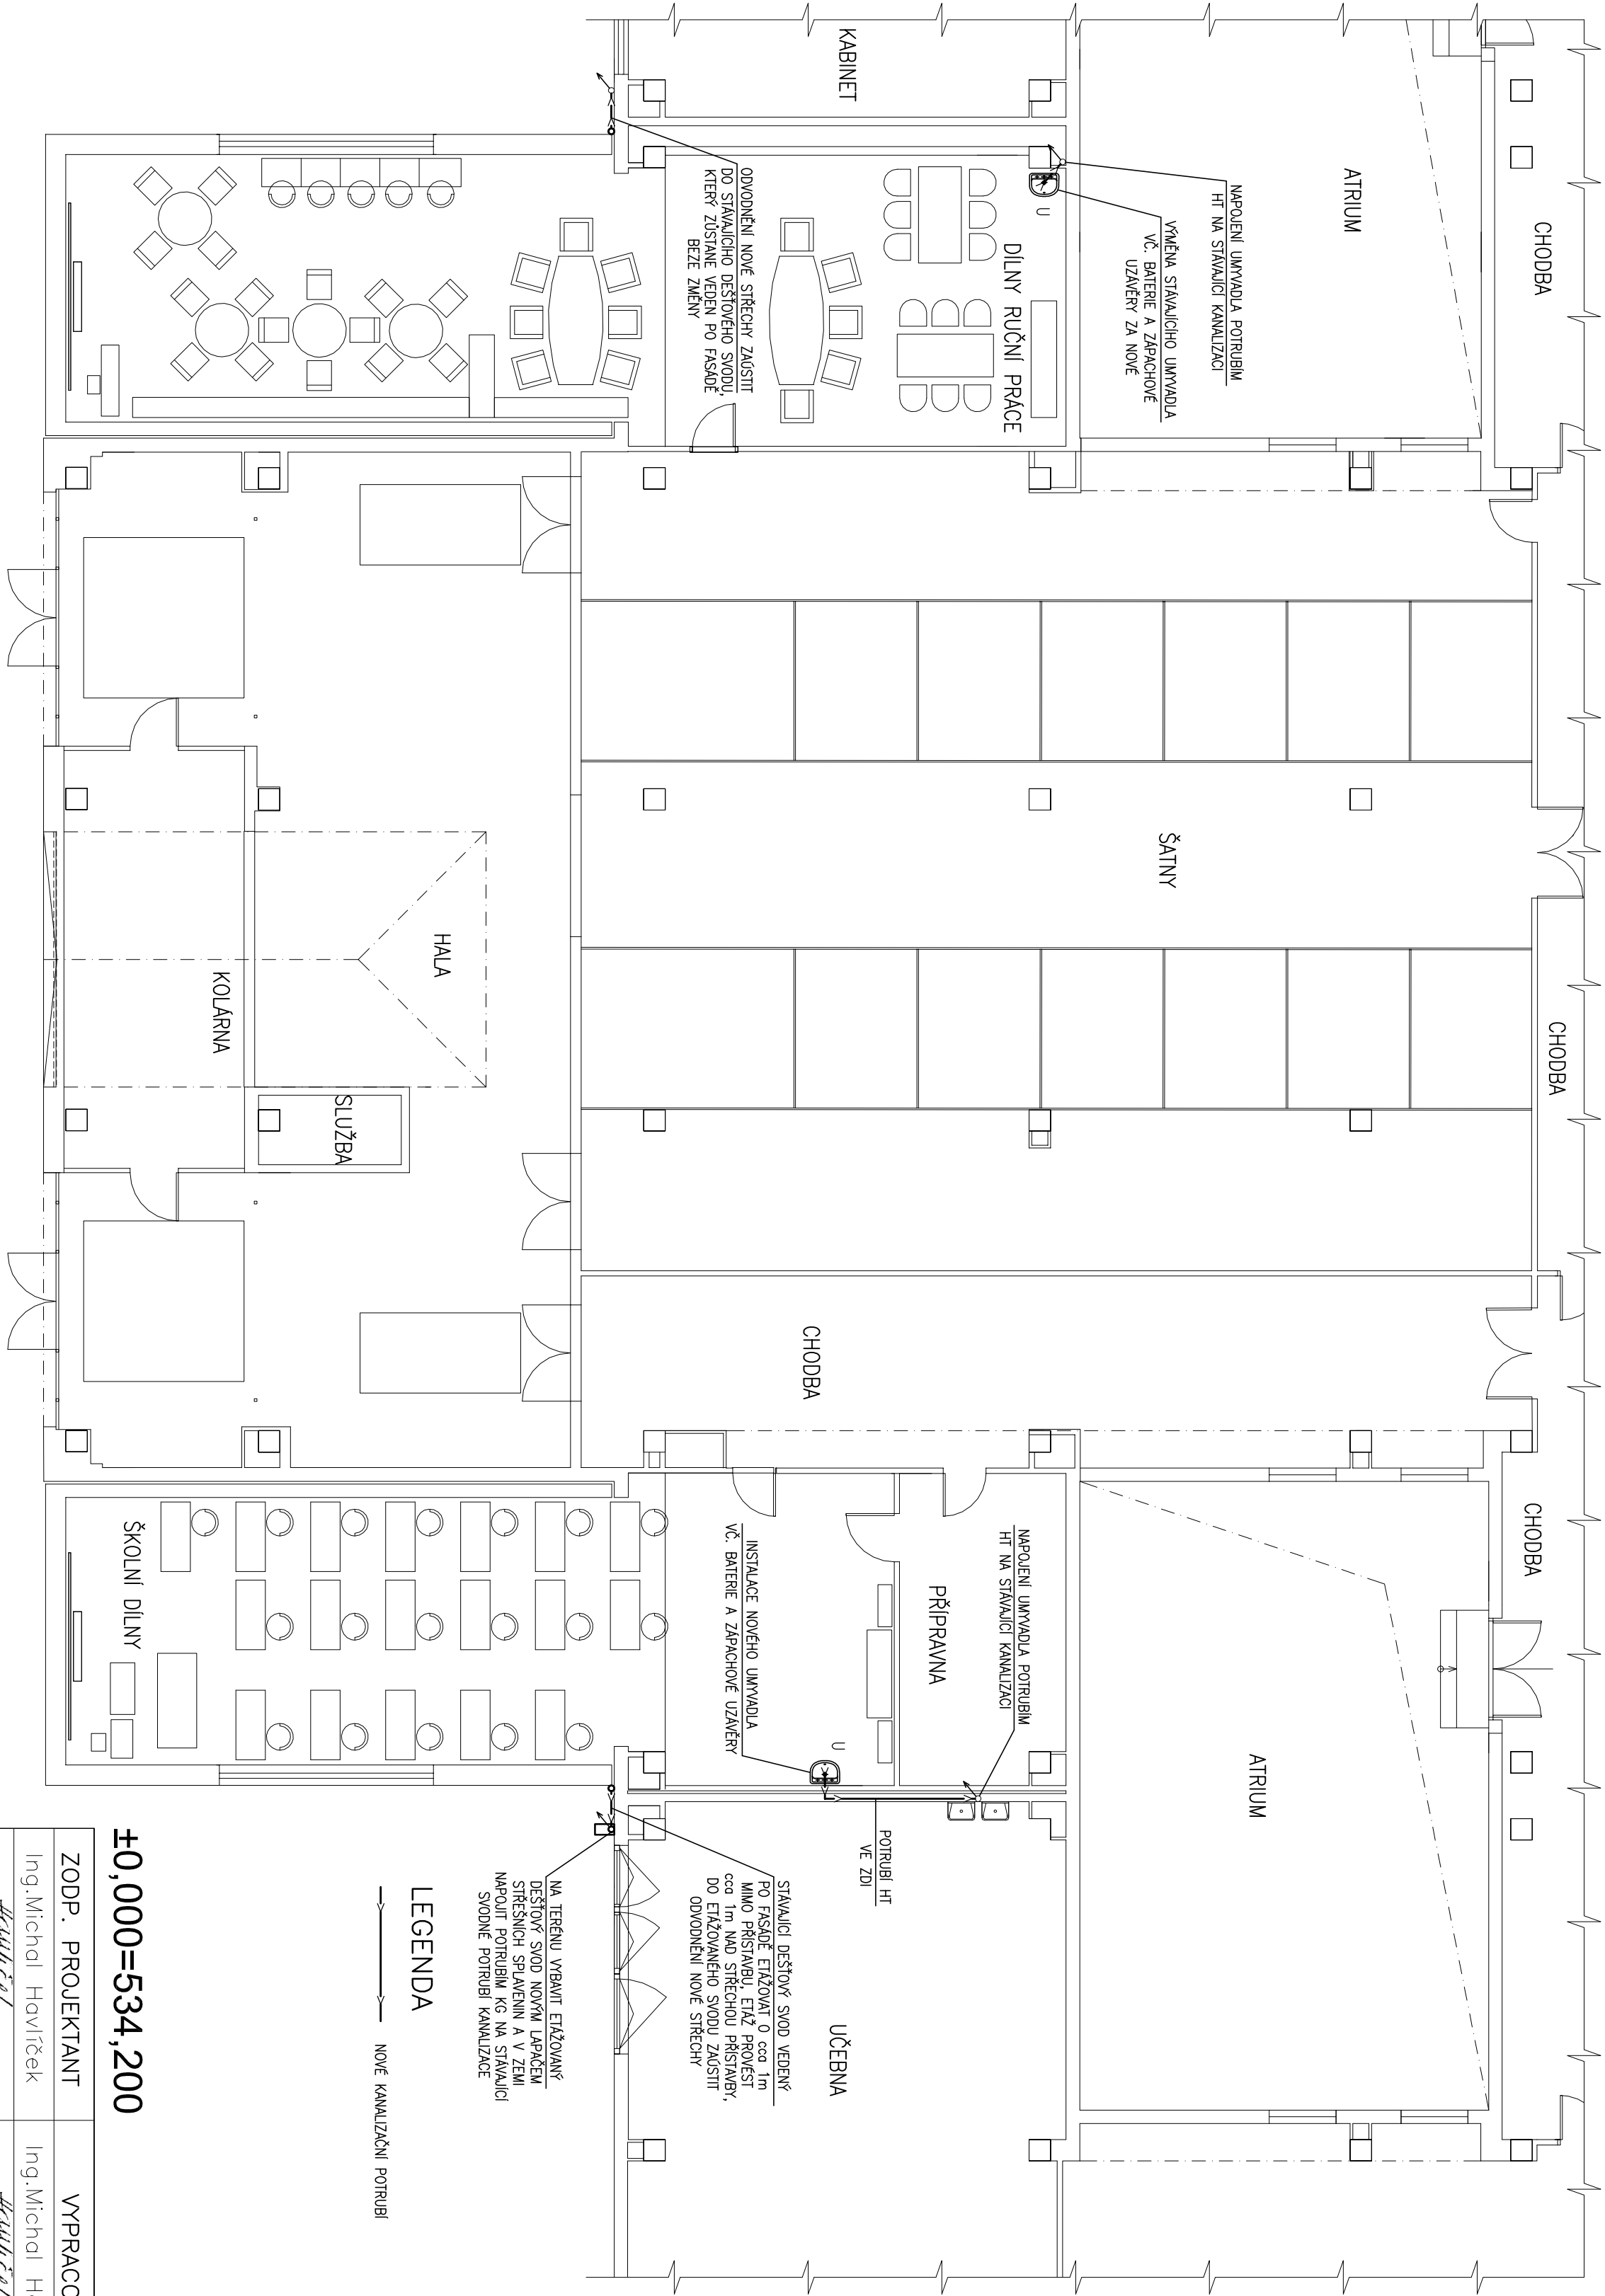 CHODBA
CHODBA
CHODBA
ATRIUM
NAPOJENÍ UMYVADLA POTRUBÍM
HT NA STÁVAJÍCÍ KANALIZACI
VÝMĚNA STÁVAJÍCÍHO UMYVADLA
VČ. BATERIE A ZÁPACHOVÉ
UZÁVĚRY ZA NOVÉ
U
DÍLNY RUČNÍ PRÁCE
KABINET
ODVODNĚNÍ NOVÉ STŘECHY ZAÚSTIT
DO STÁVAJÍCÍHO DEŠŤOVÉHO SVODU,
KTERÝ ZŮSTANE VEDEN PO FASÁDĚ
BEZE ZMĚNY
ŠATNY
CHODBA
HALA
KOLÁRNA
SLUŽBA
ATRIUM
NAPOJENÍ UMYVADLA POTRUBÍM
HT NA STÁVAJÍCÍ KANALIZACI
PŘÍPRAVNA
INSTALACE NOVÉHO UMYVADLA
VČ. BATERIE A ZÁPACHOVÉ UZÁVĚRY
U
POTRUBÍ HT
VE ZDI
UČEBNA
ŠKOLNÍ DÍLNY
STÁVAJÍCÍ DEŠŤOVÝ SVOD VEDENÝ
PO FASÁDĚ ETÁŽOVAT O cca 1m
MIMO PŘÍSTAVBU, ETÁŽ PROVÉST
cca 1m NAD STŘECHOU PŘÍSTAVBY,
DO ETÁŽOVANÉHO SVODU ZAÚSTIT
ODVODNĚNÍ NOVÉ STŘECHY
NA TERÉNU VYBAVIT ETÁŽOVANÝ
DEŠŤOVÝ SVOD NOVÝM LAPAČEM
STŘEŠNÍCH SPLAVENIN A V ZEMI
NAPOJIT POTRUBÍM KG NA STÁVAJÍCÍ
SVODNÉ POTRUBÍ KANALIZACE
LEGENDA
NOVÉ KANALIZAČNÍ POTRUBÍ
±0,000=534,200
ZODP. PROJEKTANT
VYPRACO
Ing.Michal Havlíček
Ing.Michal H